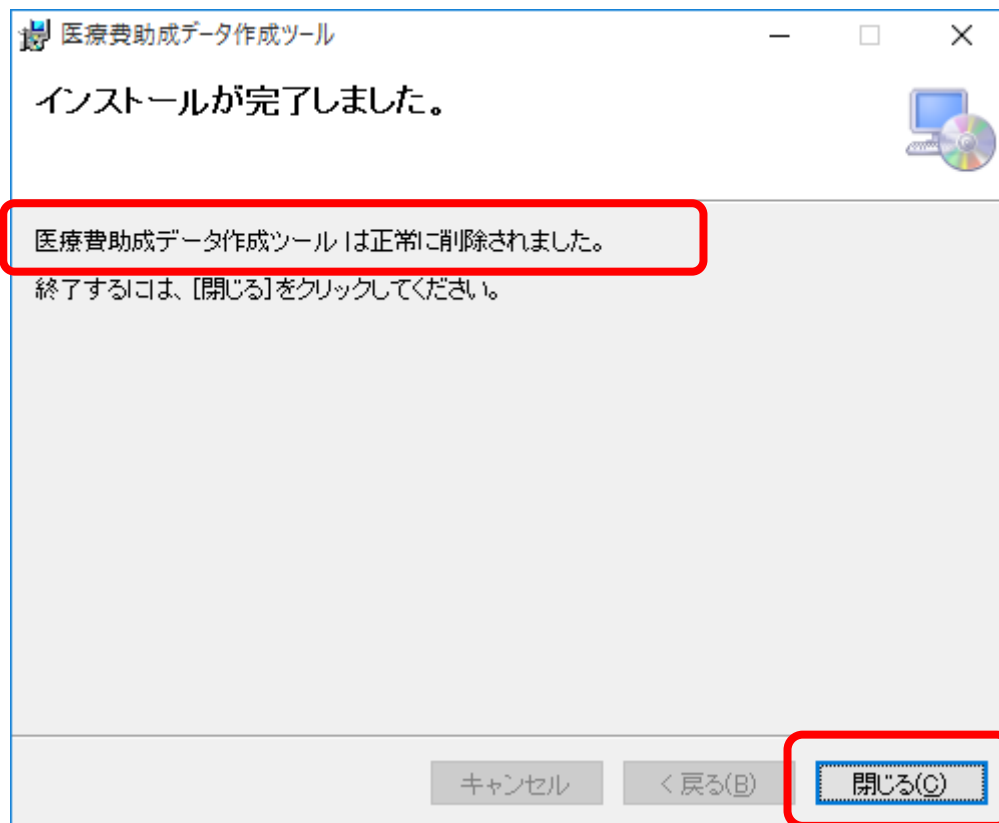 医療費助成データ作成ツール
インストールが完了しました。
医療費助成データ作成ツール は正常に削除されました。
終了するには、[閉じる]をクリックしてください。
キャンセル
< 戻る(B)
閉じる(C)